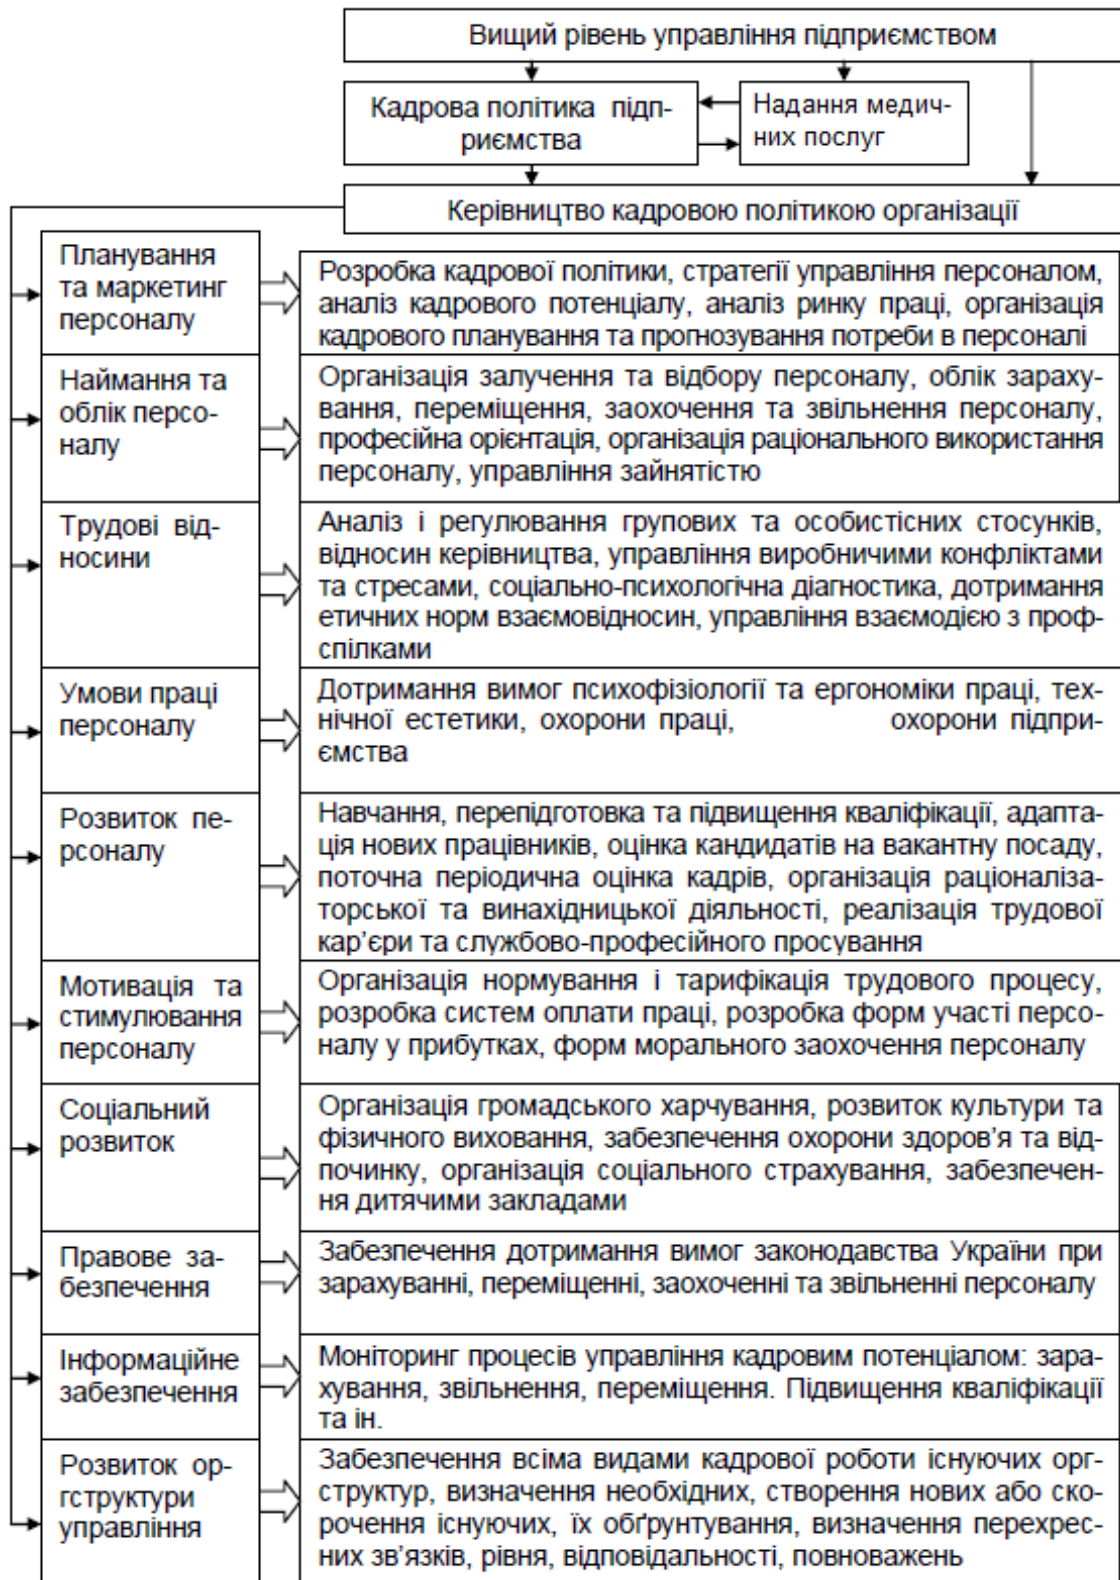 Вищий рівень управління підприємством
Кадрова політика підп-
риємства
Надання медич-
них послуг
Керівництво кадровою політикою організації
Планування
та маркетинг
персоналу
Розробка кадрової політики, стратегії управління персоналом,
аналіз кадрового потенціалу, аналіз ринку праці, організація
кадрового планування та прогнозування потреби в персоналі
Наймання та
облік персо-
налу
Організація залучення та відбору персоналу, облік зараху-
вання, переміщення, заохочення та звільнення персоналу,
професійна орієнтація, організація раціонального використання
персоналу, управління зайнятістю
Трудові від-
носини
Аналіз і регулювання групових та особистісних стосунків,
відносин керівництва, управління виробничими конфліктами
та стресами, соціально-психологічна діагностика, дотримання
етичних норм взаємовідносин, управління взаємодією з проф-
спілками
Умови праці
персоналу
Дотримання вимог психофізіології та ергономіки праці, тех-
нічної естетики, охорони праці, охорони підпри-
ємства
Розвиток пе-
рсоналу
Навчання, перепідготовка та підвищення кваліфікації, адапта-
ція нових працівників, оцінка кандидатів на вакантну посаду,
поточна періодична оцінка кадрів, організація раціоналіза-
торської та винахідницької діяльності, реалізація трудової
кар’єри та службово-професійного просування
Мотивація та
стимулювання
персоналу
Організація нормування і тарифікація трудового процесу,
розробка систем оплати праці, розробка форм участі персо-
налу у прибутках, форм морального заохочення персоналу
Соціальний
розвиток
Організація громадського харчування, розвиток культури та
фізичного виховання, забезпечення охорони здоров’я та від-
починку, організація соціального страхування, забезпечен-
ня дитячими закладами
Правове за-
безпечення
Забезпечення дотримання вимог законодавства України при
зарахуванні, переміщенні, заохоченні та звільненні персоналу
Інформаційне
забезпечення
Моніторинг процесів управління кадровим потенціалом: зара-
хування, звільнення, переміщення. Підвищення кваліфікації
та ін.
Розвиток ор-
гструктури
управління
Забезпечення всіма видами кадрової роботи існуючих орг-
структур, визначення необхідних, створення нових або ско-
рочення існуючих, їх обґрунтування, визначення перехрес-
них зв’язків, рівня, відповідальності, повноважень